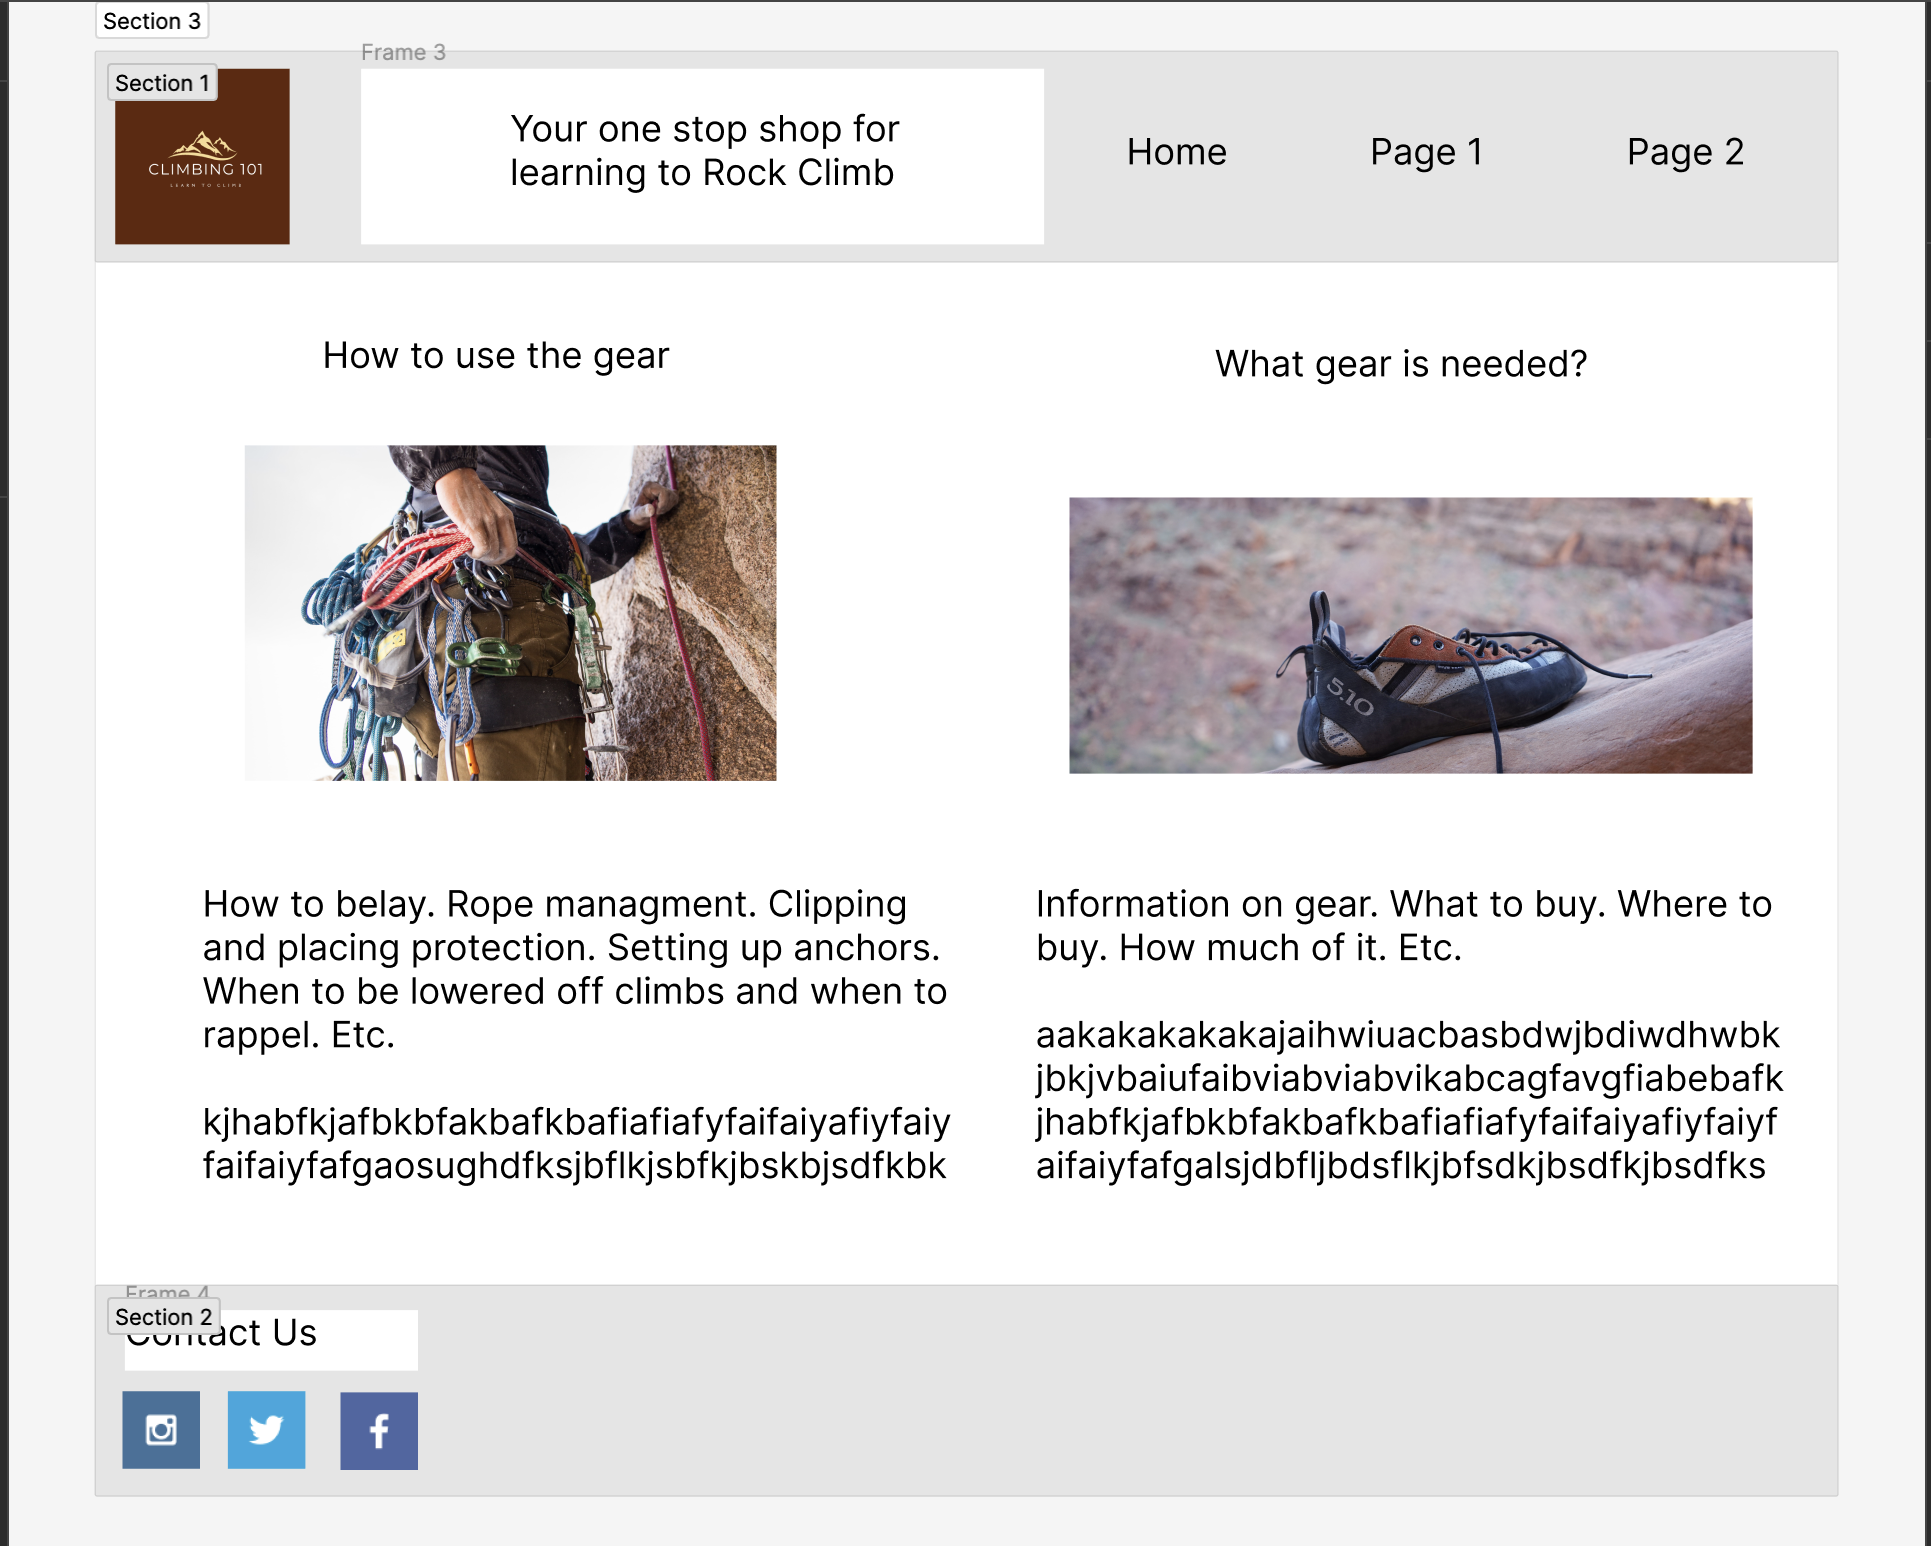 Section 3
Frame 3
Section 1
CLIMBING 101
LEARN TO CLIMB
Your one stop shop for
learning to Rock Climb
Home
Page 1
Page 2
How to use the gear
What gear is needed?
5.10
How to belay. Rope managment. Clipping
and placing protection. Setting up anchors.
When to be lowered off climbs and when to
rappel. Etc.
kjhabfkjafbkbfakbafkbafiafiafyfaifaiyafiyfaiy
faifaiyfafgaosughdfksjbflkjsbfkjbskbjsdfkbk
Information on gear. What to buy. Where to
buy. How much of it. Etc.
aakakakakakajaihwiuacbasbdwjbdiwdhwbk
jbkjvbaiufaibviabviabvikabcagfavgfiabebafk
jhabfkjafbkbfakbafkbafiafiafyfaifaiyafiyfaiyf
aifaiyfafgalsjdbfljbdsflkjbfsdkjbsdfkjbsdfks
Frame 4
Section 2
Contact Us